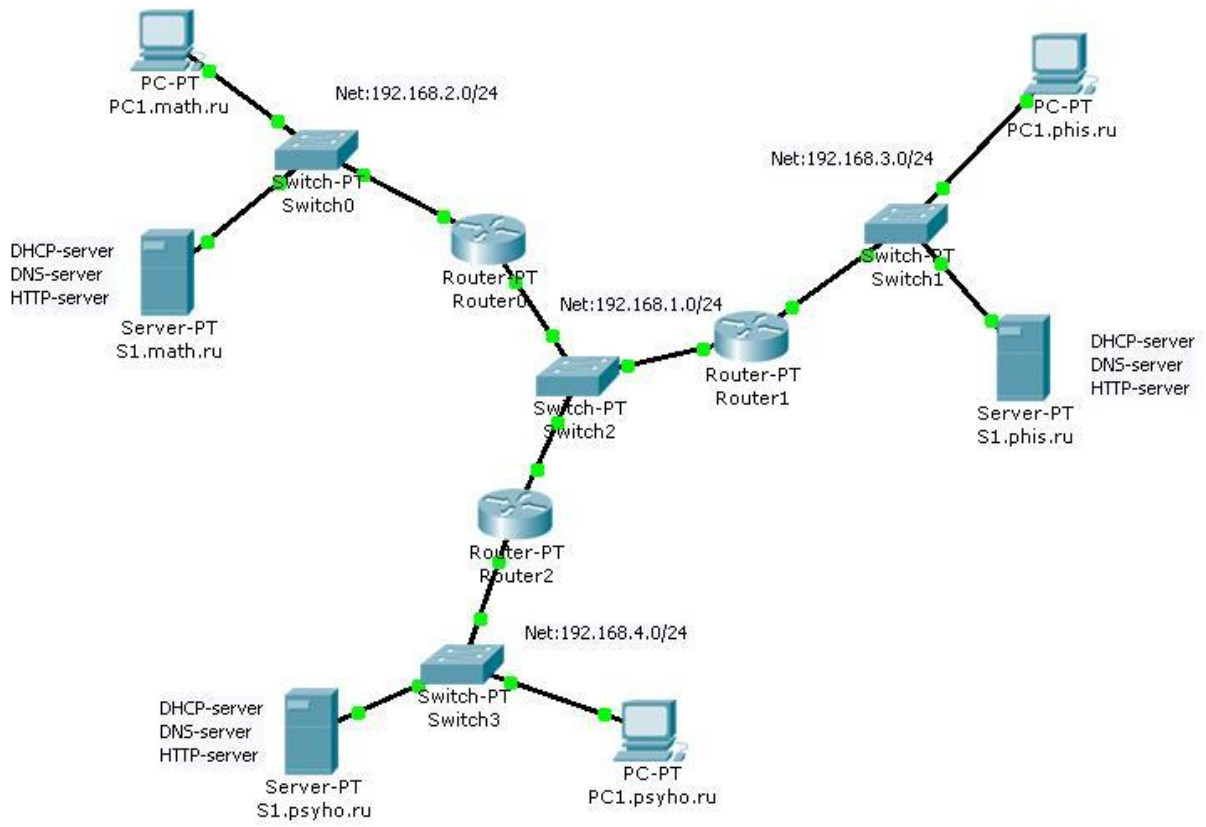 PC-PT
PC1.math.ru
Net:192.168.2.0/24
Switch-PT
Switch0
DHCP-server
DNS-server
HTTP-server
Server-PT
S1.math.ru
Router-PT
Router0
Net:192.168.1.0/24
PC-PT
PC1.phis.ru
Net:192.168.3.0/24
Switch-PT
Switch1
Router-PT
Router1
DHCP-server
DNS-server
HTTP-server
Server-PT
S1.phis.ru
Switch-PT
Switch2
Router-PT
Router2
Net:192.168.4.0/24
Switch-PT
Switch3
DHCP-server
DNS-server
HTTP-server
Server-PT
S1.psyho.ru
PC-PT
PC1.psyho.ru